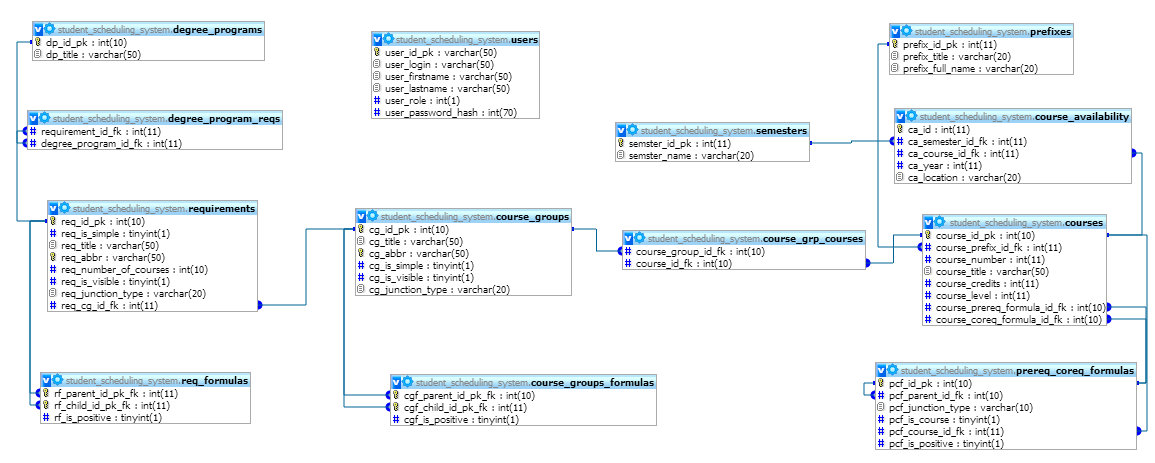 student_scheduling_system.degree_programs
dp_id_pk : int(10)
dp_title : varchar(50)
student_scheduling_system.users
user_id_pk : varchar(50)
user_login : varchar(50)
user_firstname : varchar(50)
user_lastname : varchar(50)
user_role : int(1)
user_password_hash : int(70)
student_scheduling_system.prefixes
prefix_id_pk : int(11)
prefix_title : varchar(20)
prefix_full_name : varchar(20)
student_scheduling_system.degree_program_reqs
requirement_id_fk : int(11)
degree_program_id_fk : int(11)
student_scheduling_system.semesters
semster_id_pk : int(11)
semster_name : varchar(20)
student_scheduling_system.course_availability
ca_id : int(11)
ca_semester_id_fk : int(11)
ca_course_id_fk : int(11)
ca_year : int(11)
ca_location : varchar(20)
student_scheduling_system.requirements
req_id_pk : int(10)
req_is_simple : tinyint(1)
req_title : varchar(50)
req_abbr : varchar(50)
req_number_of_courses : int(10)
req_is_visible : tinyint(1)
req_junction_type : varchar(20)
req_cg_id_fk : int(11)
student_scheduling_system.course_groups
cg_id_pk : int(10)
cg_title : varchar(50)
cg_abbr : varchar(50)
cg_is_simple : tinyint(1)
cg_is_visible : tinyint(1)
cg_junction_type : varchar(20)
student_scheduling_system.course_grp_courses
course_group_id_fk : int(10)
course_id_fk : int(10)
student_scheduling_system.courses
course_id_pk : int(10)
course_prefix_id_fk : int(11)
course_number : int(11)
course_title : varchar(50)
course_credits : int(11)
course_level : int(11)
course_prereq_formula_id_fk : int(10)
course_coreq_formula_id_fk : int(10)
student_scheduling_system.req_formulas
rf_parent_id_pk_fk : int(11)
rf_child_id_pk_fk : int(11)
rf_is_positive : tinyint(1)
student_scheduling_system.course_groups_formulas
cgf_parent_id_pk_fk : int(10)
cgf_child_id_pk_fk : int(11)
cgf_is_positive : tinyint(1)
student_scheduling_system.prereq_coreq_formulas
pcf_id_pk : int(10)
pcf_parent_id_fk : int(10)
pcf_junction_type : varchar(10)
pcf_is_course : tinyint(1)
pcf_course_id_fk : int(11)
pcf_is_positive : tinyint(1)